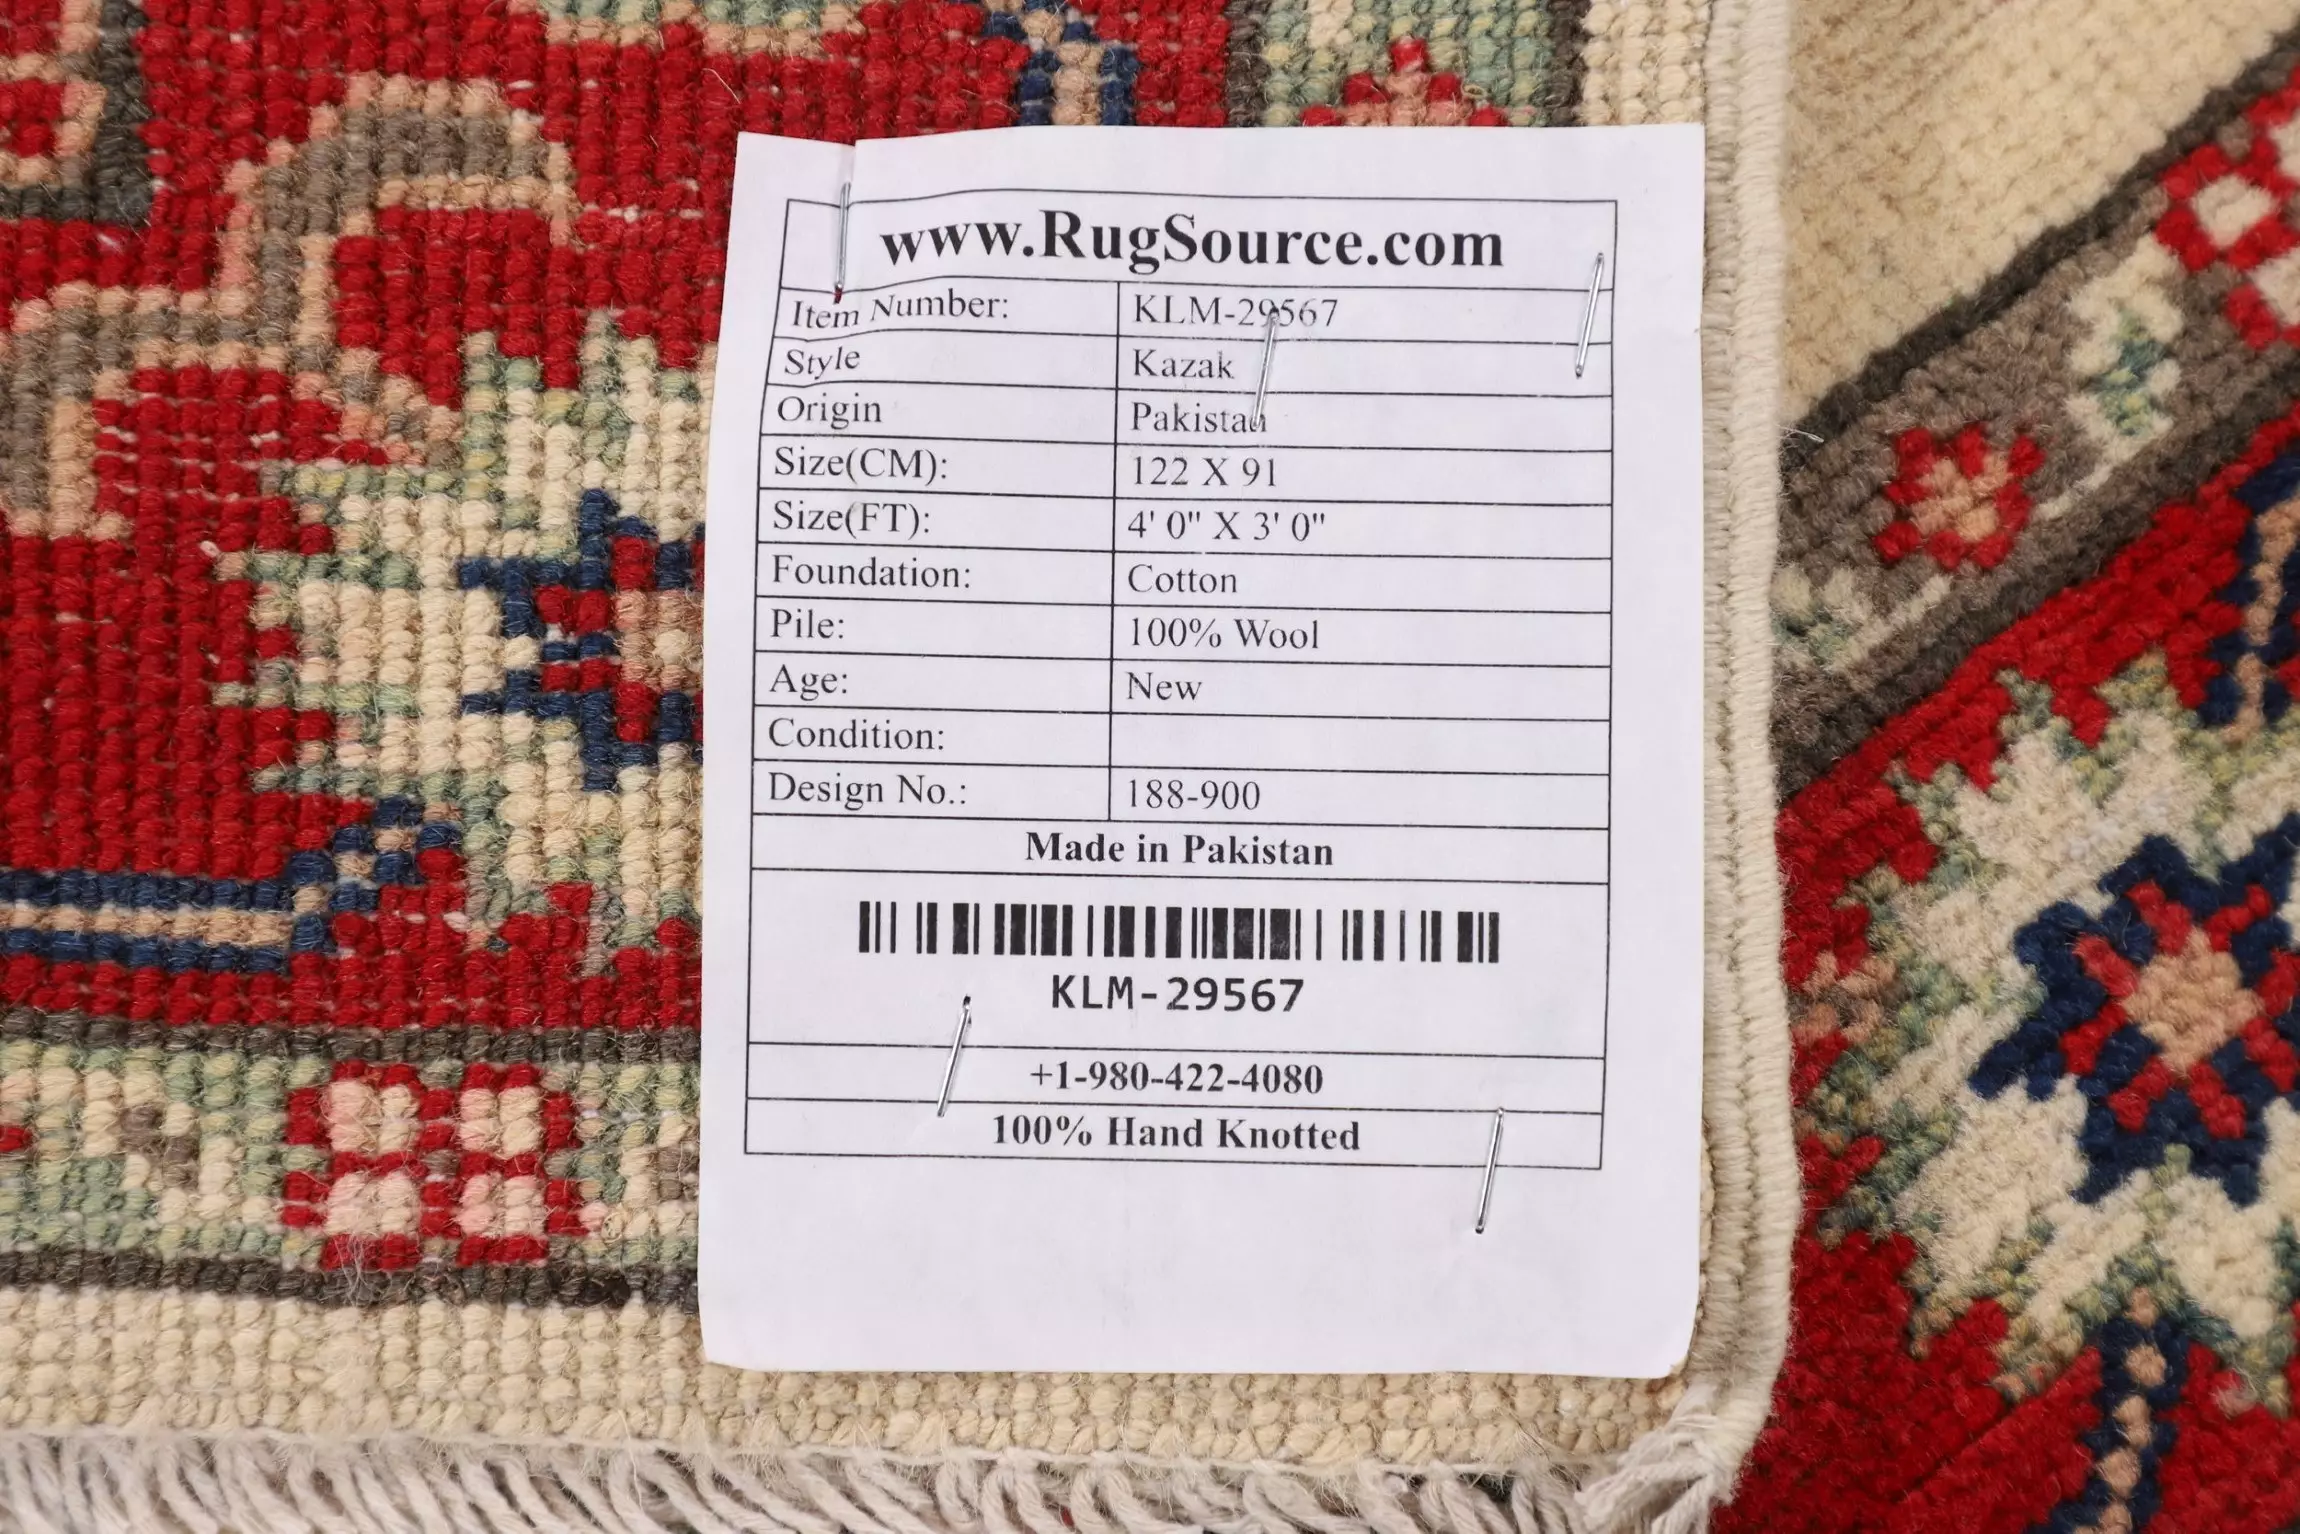 www.RugSource.com
Item Number: KLM-29567
Style Kazak
Origin Pakistan
Size(CM): 122 X 91
Size(FT): 4' 0" X 3' 0"
Foundation: Cotton
Pile: 100% Wool
Age: New
Condition:
Design No.: 188-900
Made in Pakistan
KLM-29567
+1-980-422-4080
100% Hand Knotted